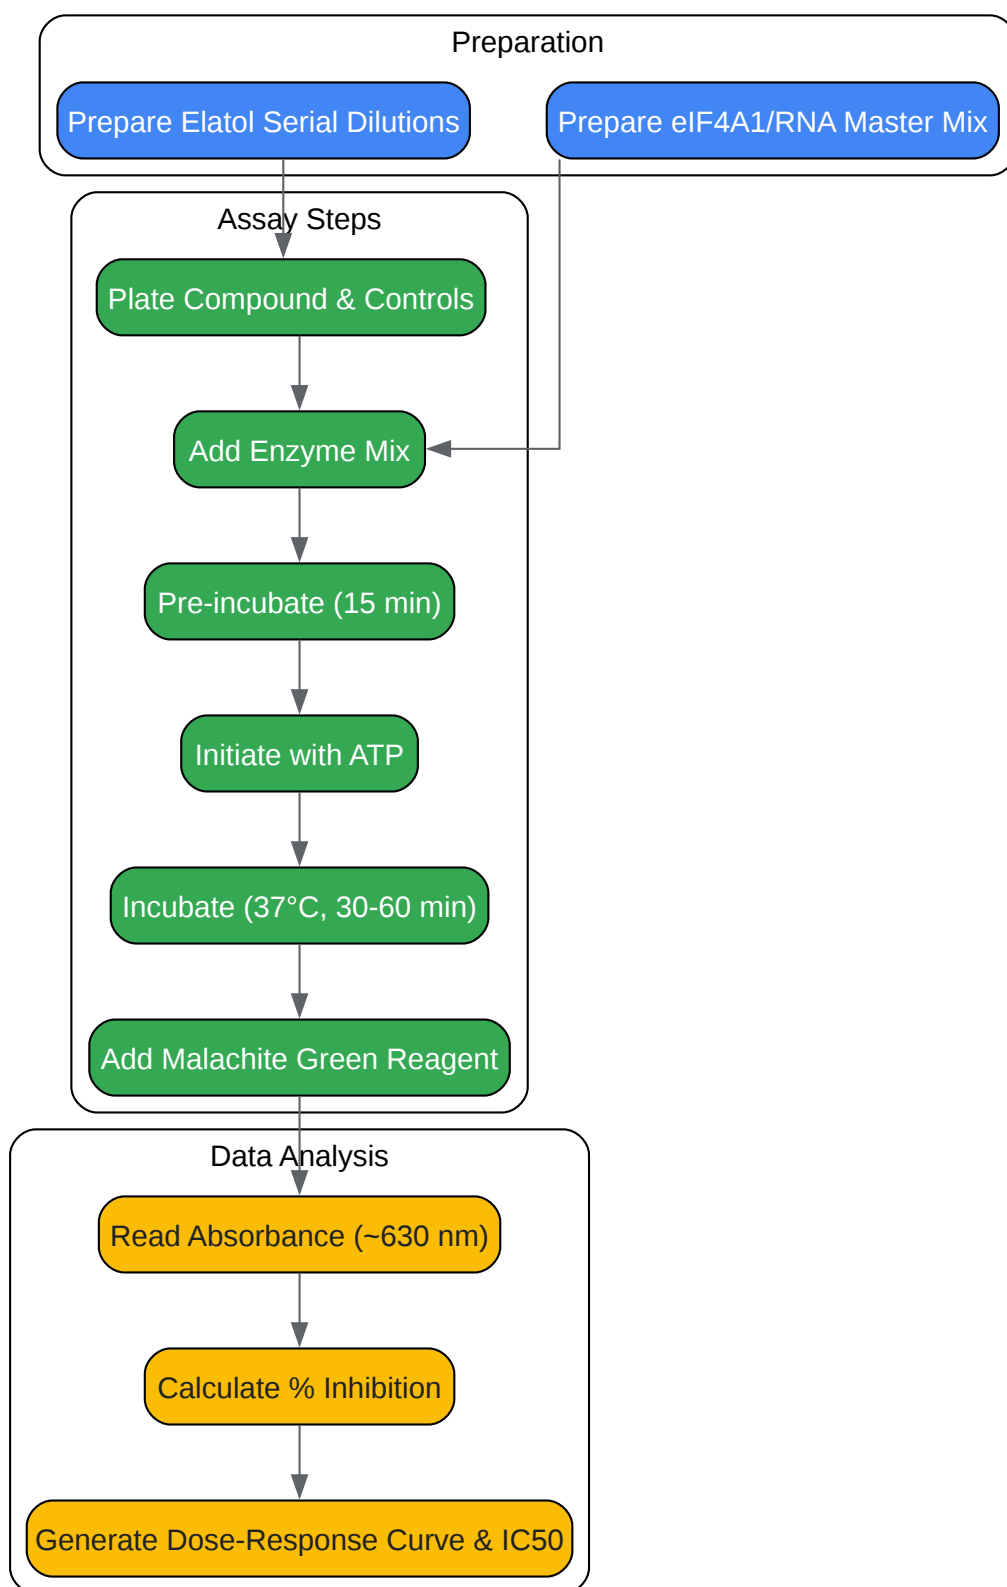 Preparation
Prepare Elatol Serial Dilutions
Prepare eIF4A1/RNA Master Mix
Assay Steps
Plate Compound & Controls
Add Enzyme Mix
Pre-incubate (15 min)
Initiate with ATP
Incubate (37°C, 30-60 min)
Add Malachite Green Reagent
Data Analysis
Read Absorbance (~630 nm)
Calculate % Inhibition
Generate Dose-Response Curve & IC50